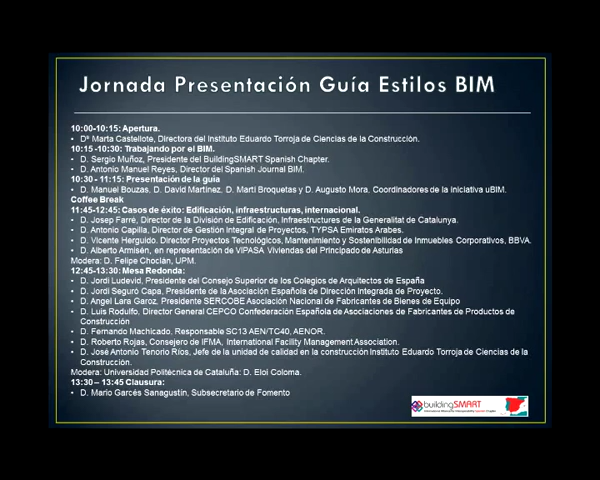 Jornada Presentación Guía Estilos BIM
10:00-10:15: Apertura.
• Dª Marta Castellote, Directora del Instituto Eduardo Torroja de Ciencias de la Construcción.
10:15 -10:30: Trabajando por el BIM.
• D. Sergio Muñoz, Presidente del BuildingSMART Spanish Chapter.
• D. Antonio Manuel Reyes, Director del Spanish Journal BIM.
10:30 - 11:15: Presentación de la guía
• D. Manuel Bouzas, D. David Martínez, D. Martí Broquetas y D. Augusto Mora. Coordinadores de la iniciativa uBIM.
Coffee Break
11:45-12:45: Casos de éxito: Edificación, infraestructuras, internacional.
• D. Josep Farré, Director de la División de Edificación, Infraestructures de la Generalitat de Catalunya.
• D. Antonio Capilla, Director de Gestión Integral de Proyectos, TYPSA Emiratos Arabes.
• D. Vicente Herguido, Director Proyectos Tecnológicos, Mantenimiento y Sostenibilidad de Inmuebles Corporativos, BBVA.
• D. Alberto Armisén, en representación de VIPASA Viviendas del Principado de Asturias
Modera: D. Felipe Choclán, UPM.
12:45-13:30: Mesa Redonda:
• D. Jordi Ludevid, Presidente del Consejo Superior de los Colegios de Arquitectos de España
• D. Jordi Seguró Capa, Presidente de la Asociación Española de Dirección Integrada de Proyecto.
• D. Angel Lara Garoz, Presidente SERCOBE Asociación Nacional de Fabricantes de Bienes de Equipo
• D. Luis Rodulfo, Director General CEPCO Confederación Española de Asociaciones de Fabricantes de Productos de
Construcción
• D. Fernando Machicado, Responsable SC13 AEN/TC40, AENOR.
• D. Roberto Rojas, Consejero de IFMA, International Facility Management Association.
• D. José Antonio Tenorio Ríos, Jefe de la unidad de calidad en la construcción Instituto Eduardo Torroja de Ciencias de la
Construcción.
Modera: Universidad Politécnica de Cataluña: D. Eloi Coloma.
13:30 – 13:45 Clausura:
• D. Mario Garcés Sanagustín, Subsecretario de Fomento
buildingSMART